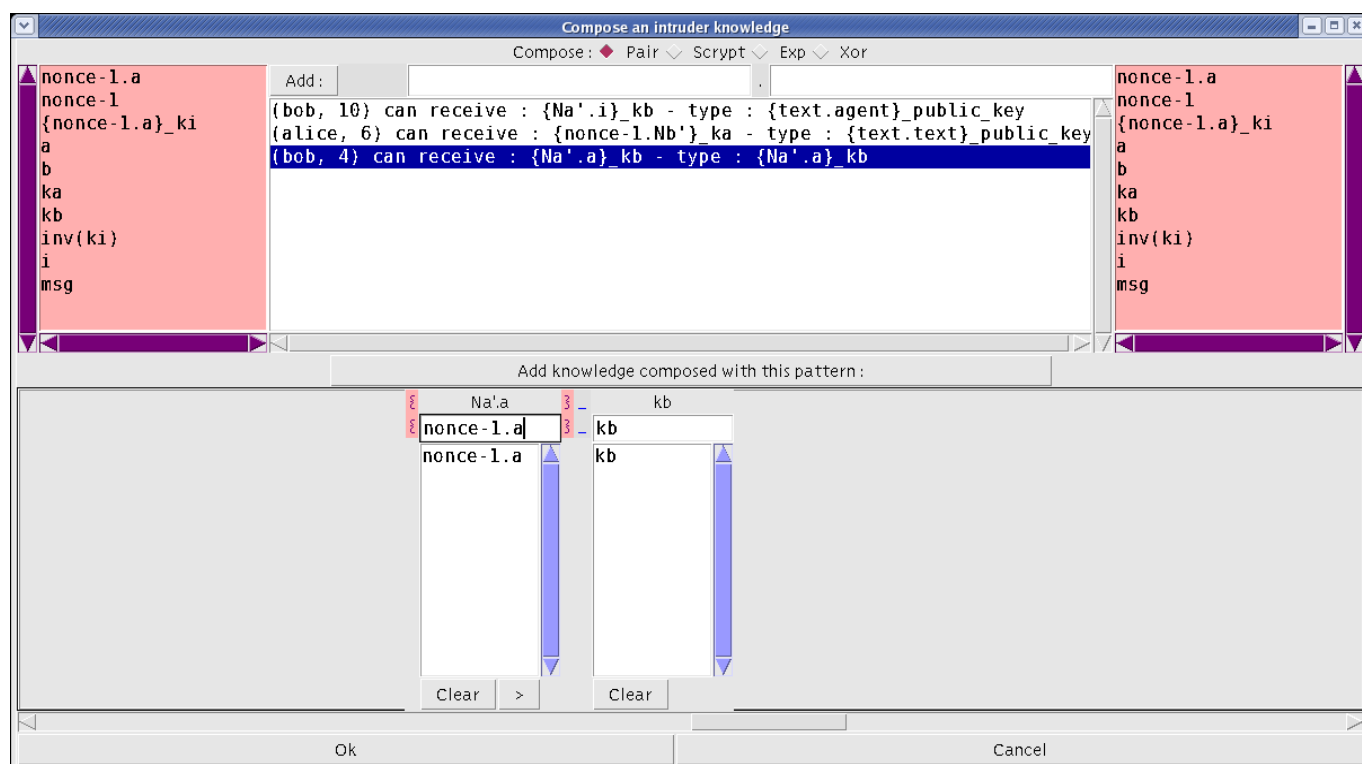 Compose an intruder knowledge
Compose : Pair Scrypt Exp Xor
nonce-1.a
nonce-1
{nonce-1.a}_ki
a
b
ka
kb
inv(ki)
i
msg
Add :
.
(bob, 10) can receive : {Na'.i}_kb - type : {text.agent}_public_key
(alice, 6) can receive : {nonce-1.Nb'}_ka - type : {text.text}_public_key
(bob, 4) can receive : {Na'.a}_kb - type : {Na'.a}_kb
nonce-1.a
nonce-1
{nonce-1.a}_ki
a
b
ka
kb
inv(ki)
i
msg
Add knowledge composed with this pattern :
{ Na'.a } _ kb
{ nonce-1.a } _ kb
nonce-1.a kb
Clear > Clear
Ok Cancel